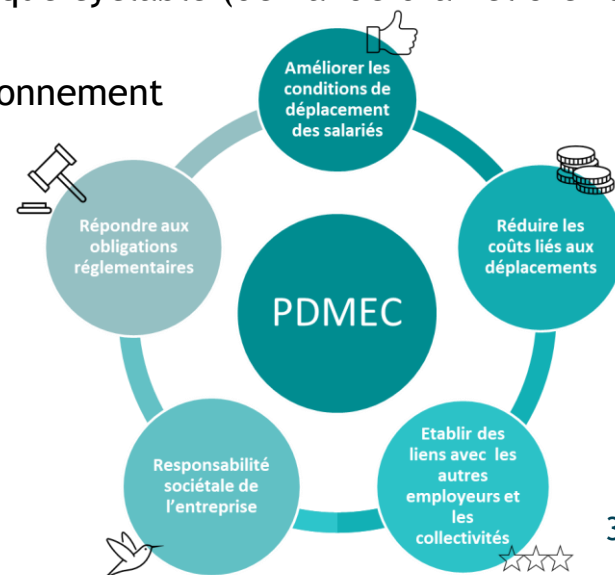 onnement
Améliorer les
conditions de
déplacement
des salariés
Réduire les
coûts liés aux
déplacements
Etablir des
liens avec les
autres
employeurs et
les
collectivités
Responsabilité
sociétale de
l'entreprise
Répondre aux
obligations
réglementaires
PDMEC
3